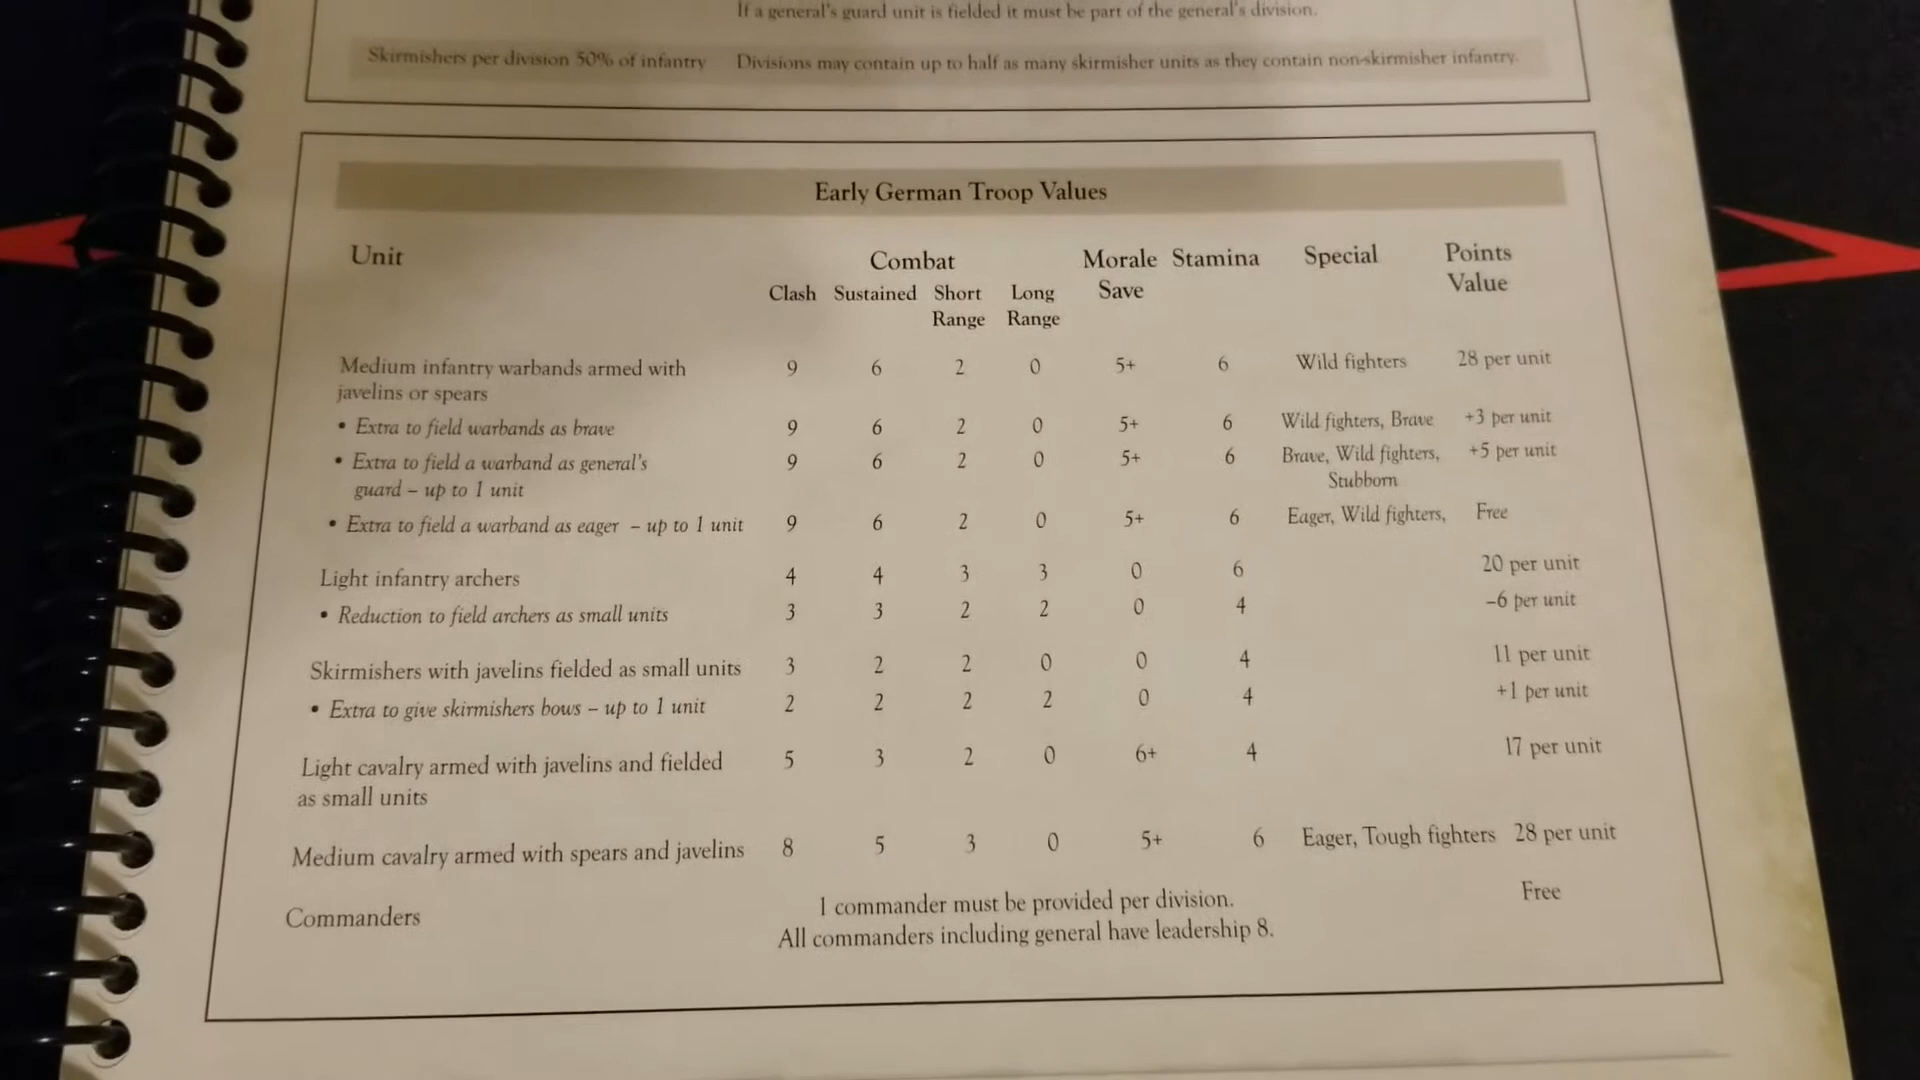 If a general's guard unit is fielded it must be part of the general's division.
Skirmishers per division 50% of infantry Divisions may contain up to half as many skirmisher units as they contain non-skirmisher infantry.
Early German Troop Values
Unit Combat Morale Stamina Special Points
Clash Sustained Short Long Save Value
Range Range
Medium infantry warbands armed with 9 6 2 0 5+ 6 Wild fighters 28 per unit
javelins or spears
• Extra to field warbands as brave 9 6 2 0 5+ 6 Wild fighters, Brave +3 per unit
• Extra to field a warband as general's 9 6 2 0 5+ 6 Brave, Wild fighters, +5 per unit
guard – up to 1 unit Stubborn
• Extra to field a warband as eager – up to 1 unit 9 6 2 0 5+ 6 Eager, Wild fighters, Free
Light infantry archers 4 4 3 3 0 6 20 per unit
• Reduction to field archers as small units 3 3 2 2 0 4 –6 per unit
Skirmishers with javelins fielded as small units 3 2 2 0 0 4 11 per unit
• Extra to give skirmishers bows – up to 1 unit 2 2 2 2 0 4 +1 per unit
Light cavalry armed with javelins and fielded 5 3 2 0 6+ 4 17 per unit
as small units
Medium cavalry armed with spears and javelins 8 5 3 0 5+ 6 Eager, Tough fighters 28 per unit
Commanders 1 commander must be provided per division. Free
All commanders including general have leadership 8.